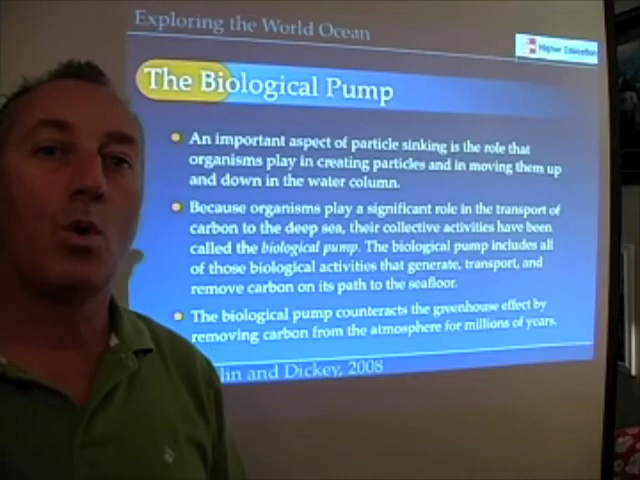 Exploring the World Ocean
Higher Education
The Biological Pump
An important aspect of particle sinking is the role that
organisms play in creating particles and in moving them up
and down in the water column.
Because organisms play a significant role in the transport of
carbon to the deep sea, their collective activities have been
called the biological pump. The biological pump includes all
of those biological activities that generate, transport, and
remove carbon on its path to the seafloor.
The biological pump counteracts the greenhouse effect by
removing carbon from the atmosphere for millions of years.
lin and Dickey, 2008